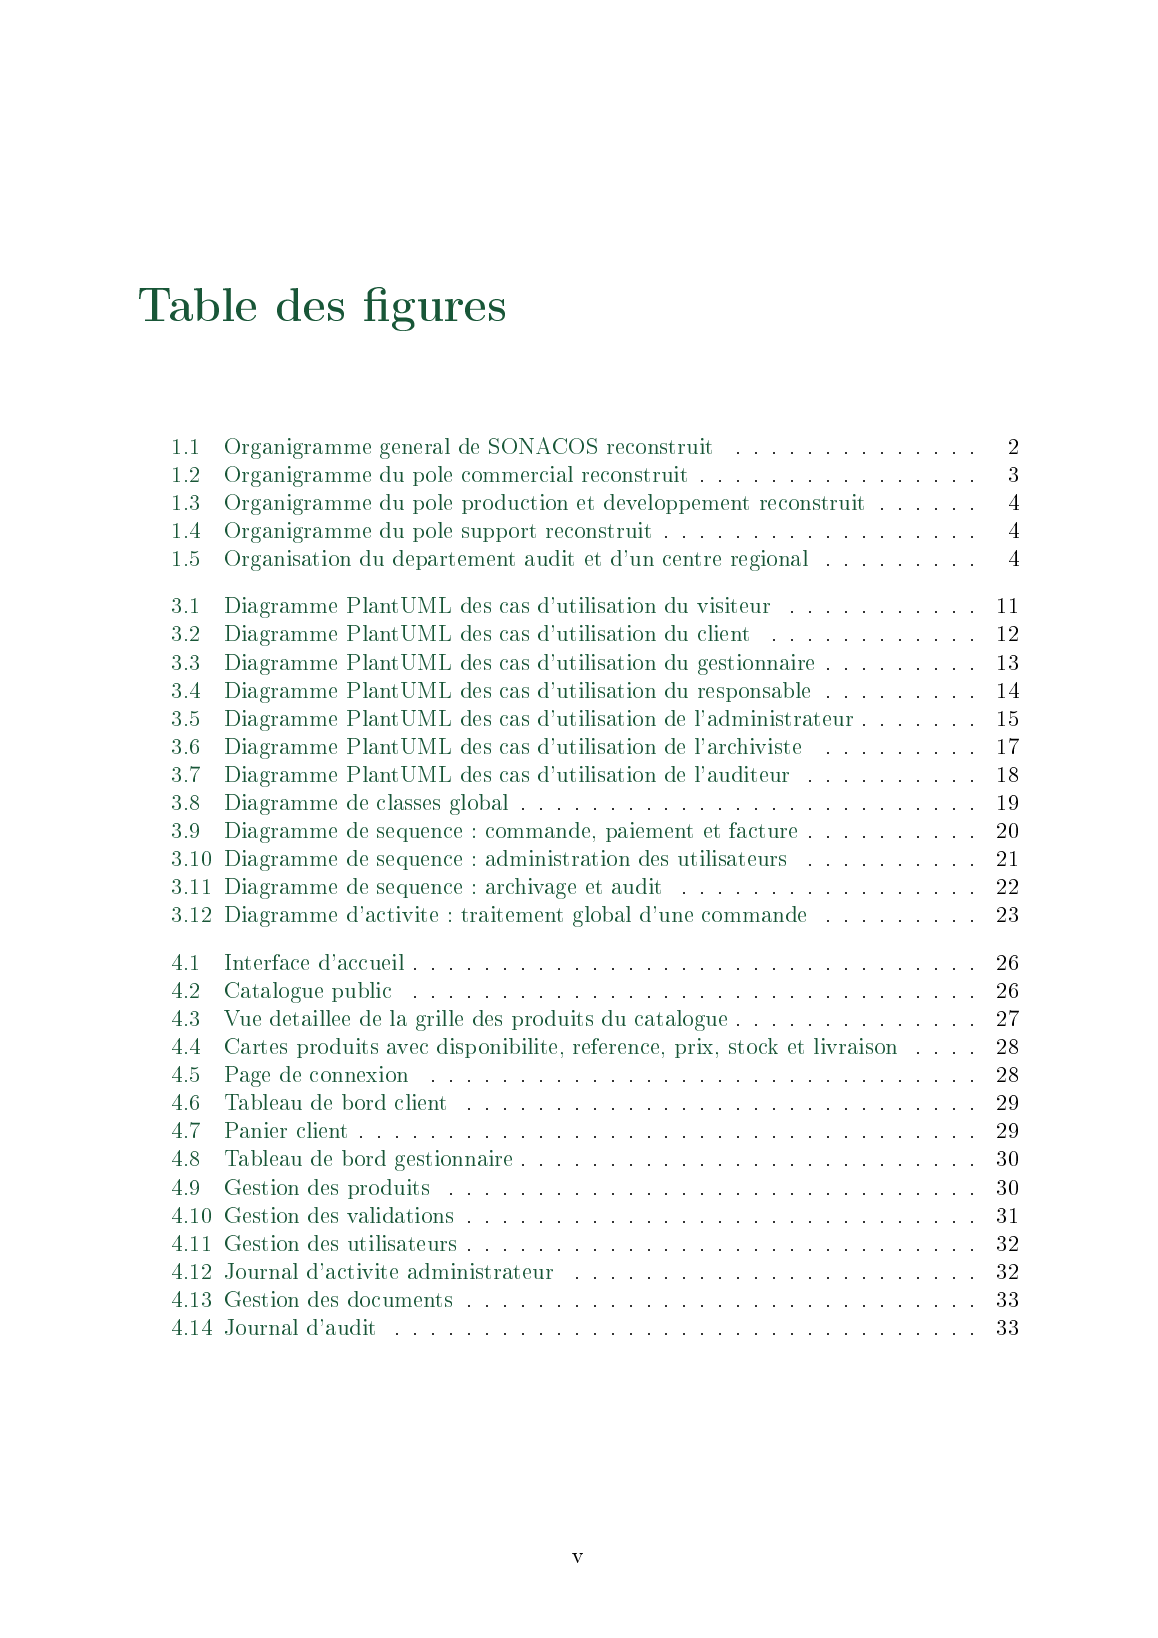 Table des figures
1.1 Organigramme general de SONACOS reconstruit . . . . . . . . . . . . . . 2
1.2 Organigramme du pole commercial reconstruit . . . . . . . . . . . . . . . . 3
1.3 Organigramme du pole production et developpement reconstruit . . . . . . 4
1.4 Organigramme du pole support reconstruit . . . . . . . . . . . . . . . . . . 4
1.5 Organisation du departement audit et d'un centre regional . . . . . . . . . 4
3.1 Diagramme PlantUML des cas d'utilisation du visiteur . . . . . . . . . . . 11
3.2 Diagramme PlantUML des cas d'utilisation du client . . . . . . . . . . . . 12
3.3 Diagramme PlantUML des cas d'utilisation du gestionnaire . . . . . . . . . 13
3.4 Diagramme PlantUML des cas d'utilisation du responsable . . . . . . . . . 14
3.5 Diagramme PlantUML des cas d'utilisation de l'administrateur . . . . . . . 15
3.6 Diagramme PlantUML des cas d'utilisation de l'archiviste . . . . . . . . . 17
3.7 Diagramme PlantUML des cas d'utilisation de l'auditeur . . . . . . . . . . 18
3.8 Diagramme de classes global . . . . . . . . . . . . . . . . . . . . . . . . . . 19
3.9 Diagramme de sequence : commande, paiement et facture . . . . . . . . . . 20
3.10 Diagramme de sequence : administration des utilisateurs . . . . . . . . . . 21
3.11 Diagramme de sequence : archivage et audit . . . . . . . . . . . . . . . . . 22
3.12 Diagramme d'activite : traitement global d'une commande . . . . . . . . . 23
4.1 Interface d'accueil . . . . . . . . . . . . . . . . . . . . . . . . . . . . . . . . 26
4.2 Catalogue public . . . . . . . . . . . . . . . . . . . . . . . . . . . . . . . . 26
4.3 Vue detaillee de la grille des produits du catalogue . . . . . . . . . . . . . . 27
4.4 Cartes produits avec disponibilite, reference, prix, stock et livraison . . . . 28
4.5 Page de connexion . . . . . . . . . . . . . . . . . . . . . . . . . . . . . . . 28
4.6 Tableau de bord client . . . . . . . . . . . . . . . . . . . . . . . . . . . . . 29
4.7 Panier client . . . . . . . . . . . . . . . . . . . . . . . . . . . . . . . . . . . 29
4.8 Tableau de bord gestionnaire . . . . . . . . . . . . . . . . . . . . . . . . . . 30
4.9 Gestion des produits . . . . . . . . . . . . . . . . . . . . . . . . . . . . . . 30
4.10 Gestion des validations . . . . . . . . . . . . . . . . . . . . . . . . . . . . . 31
4.11 Gestion des utilisateurs . . . . . . . . . . . . . . . . . . . . . . . . . . . . . 32
4.12 Journal d'activite administrateur . . . . . . . . . . . . . . . . . . . . . . . 32
4.13 Gestion des documents . . . . . . . . . . . . . . . . . . . . . . . . . . . . . 33
4.14 Journal d'audit . . . . . . . . . . . . . . . . . . . . . . . . . . . . . . . . . 33
v